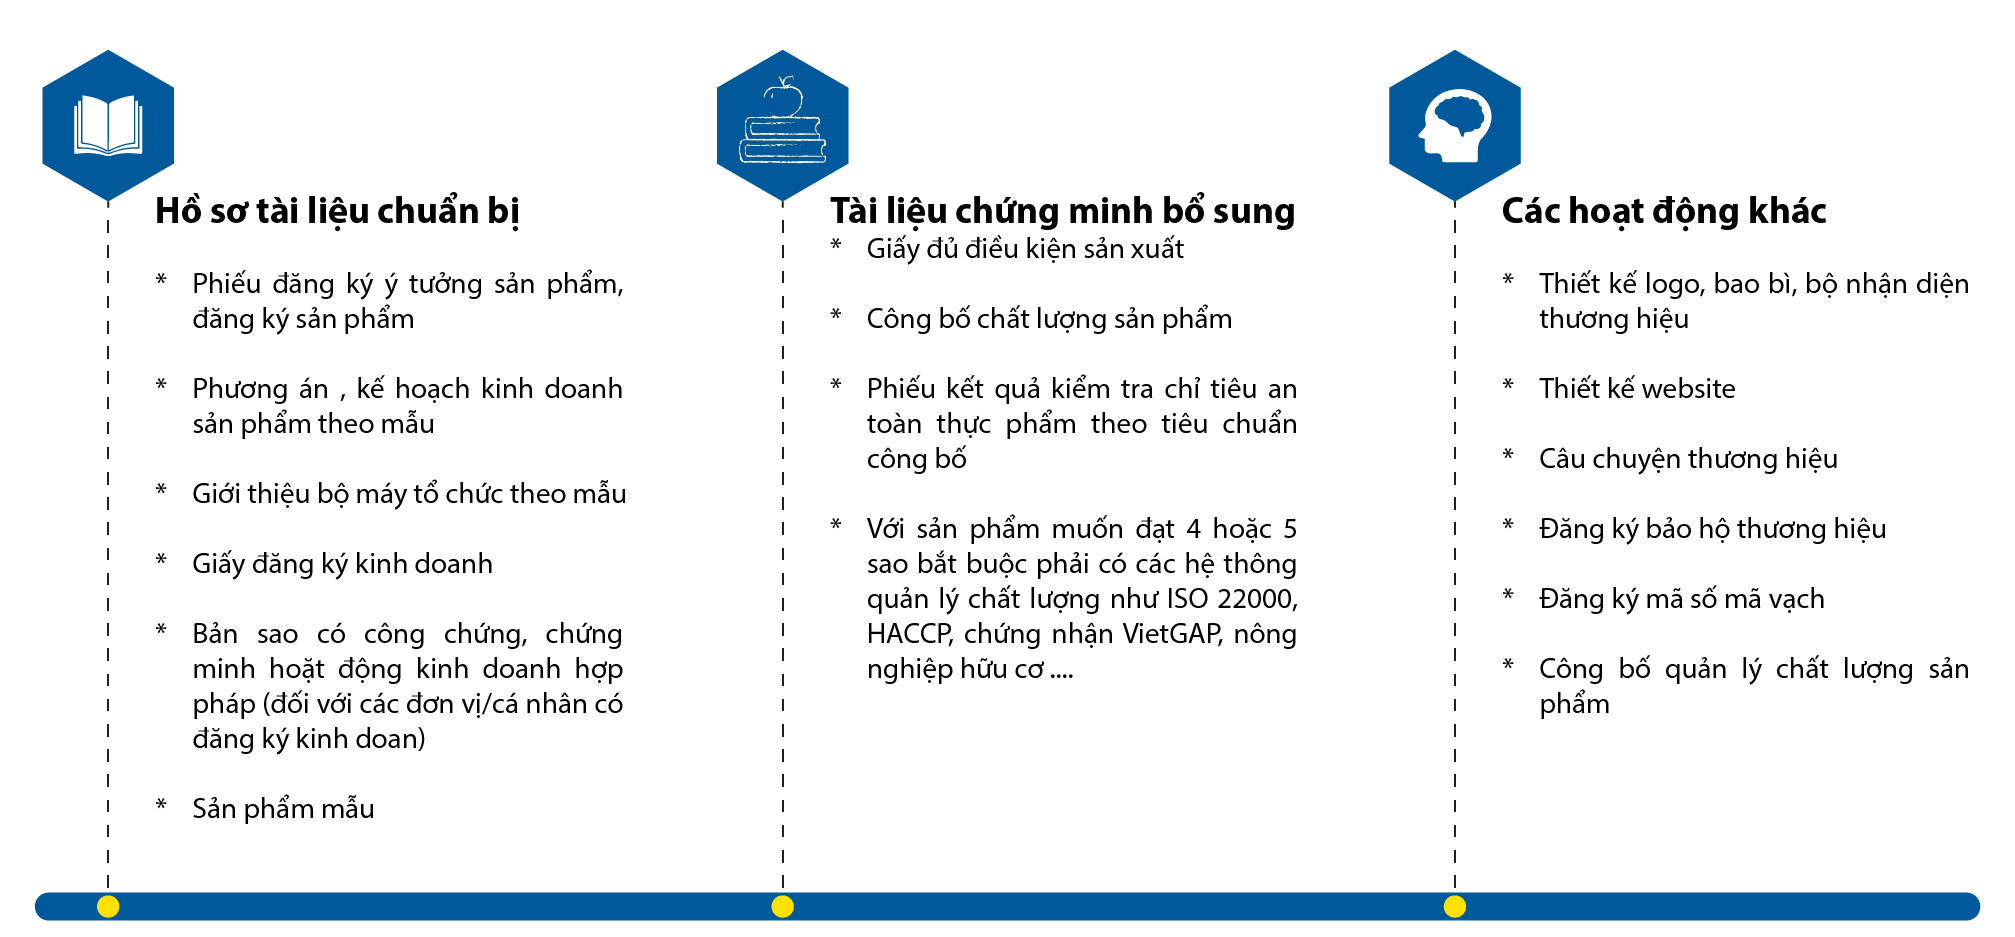 Hồ sơ tài liệu chuẩn bị
* Phiếu đăng ký ý tưởng sản phẩm,
đăng ký sản phẩm
* Phương án , kế hoạch kinh doanh
sản phẩm theo mẫu
* Giới thiệu bộ máy tổ chức theo mẫu
* Giấy đăng ký kinh doanh
* Bản sao có công chứng, chứng
minh hoặt động kinh doanh hợp
pháp (đối với các đơn vị/cá nhân có
đăng ký kinh doan)
* Sản phẩm mẫu
Tài liệu chứng minh bổ sung
* Giấy đủ điều kiện sản xuất
* Công bố chất lượng sản phẩm
* Phiếu kết quả kiểm tra chỉ tiêu an
toàn thực phẩm theo tiêu chuẩn
công bố
* Với sản phẩm muốn đạt 4 hoặc 5
sao bắt buộc phải có các hệ thông
quản lý chất lượng như ISO 22000,
HACCP, chứng nhận VietGAP, nông
nghiệp hữu cơ ....
Các hoạt động khác
* Thiết kế logo, bao bì, bộ nhận diện
thương hiệu
* Thiết kế website
* Câu chuyện thương hiệu
* Đăng ký bảo hộ thương hiệu
* Đăng ký mã số mã vạch
* Công bố quản lý chất lượng sản
phẩm